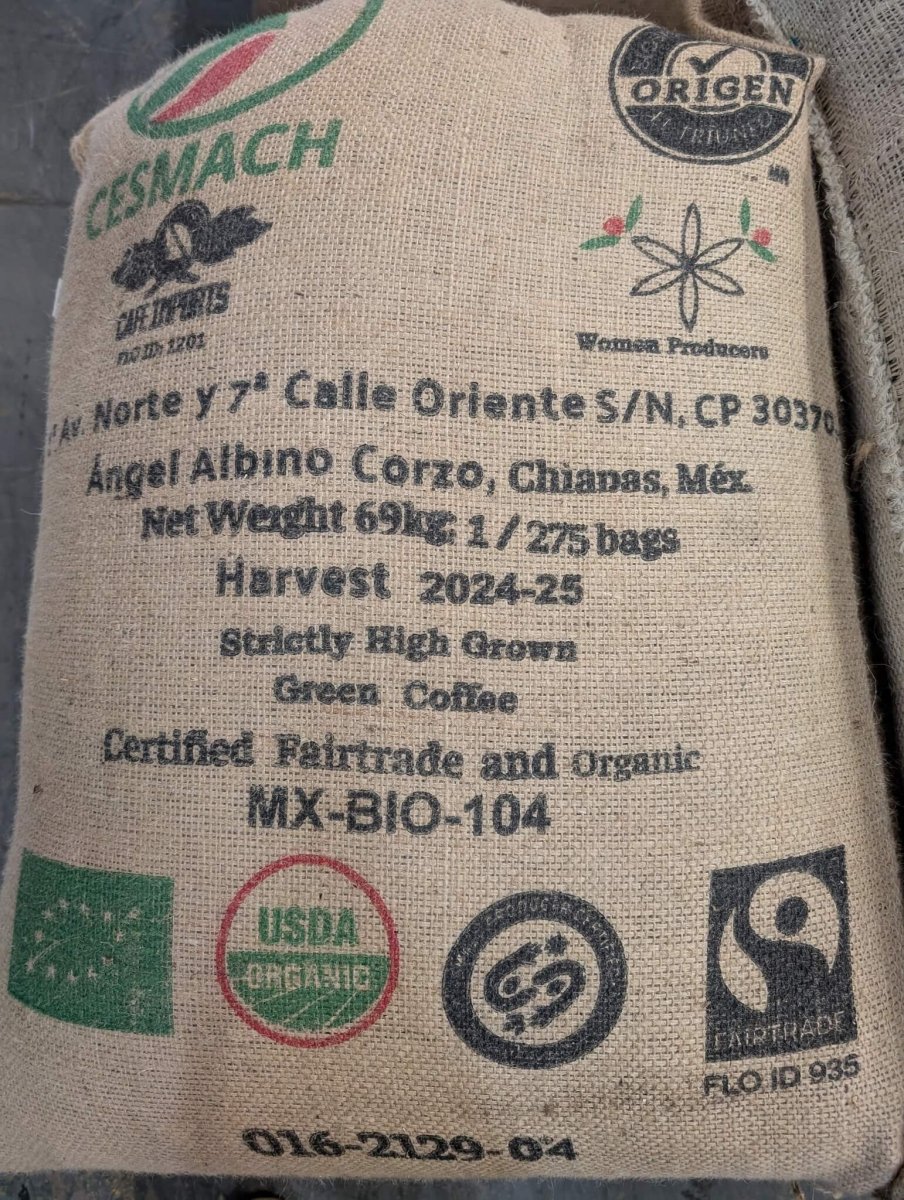 CESMACH
ORIGEN
EL TRIUNFO
CAFE IMPORTS
FLO ID: 1201
Women Producers
Av. Norte y 7ª Calle Oriente S/N, CP 30370.
Ángel Albino Corzo, Chiapas, Méx.
Net Weight 69kg; 1 / 275 bags
Harvest 2024-25
Strictly High Grown
Green Coffee
Certified Fairtrade and Organic
MX-BIO-104
USDA
ORGANIC
FAIRTRADE
FLO ID 935
016-2129-04